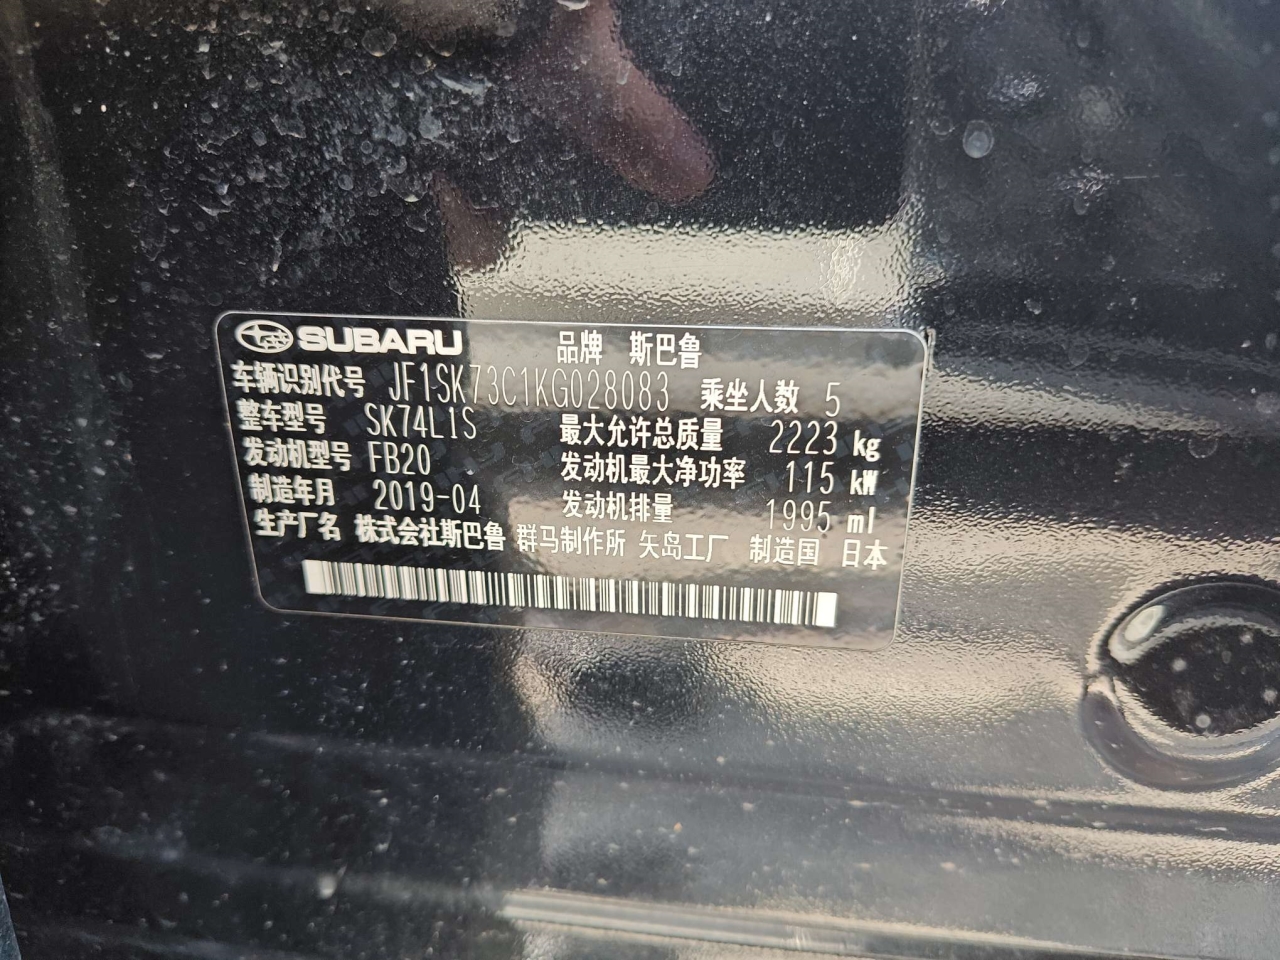 SUBARU 品牌 斯巴鲁
车辆识别代号 JF1SK73C1KG028083 乘坐人数 5
整车型号 SK74L1S 最大允许总质量 2223 kg
发动机型号 FB20 发动机最大净功率 115 kW
制造年月 2019-04 发动机排量 1995 ml
生产厂名 株式会社斯巴鲁 群马制作所 矢岛工厂 制造国 日本